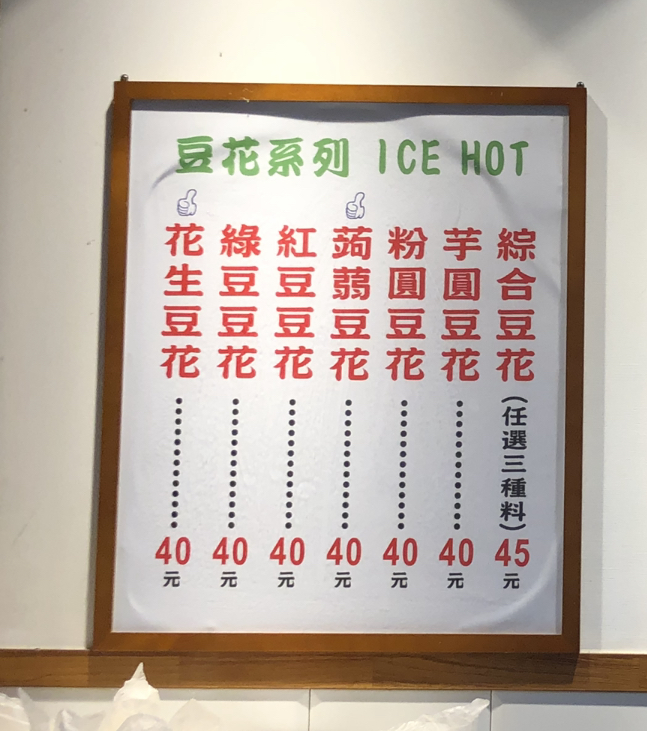 豆花系列 ICE HOT
花生豆花 40元
綠豆豆花 40元
紅豆豆花 40元
蒟蒻豆花 40元
粉圓豆花 40元
芋圓豆花 40元
綜合豆花(任選三種料) 45元